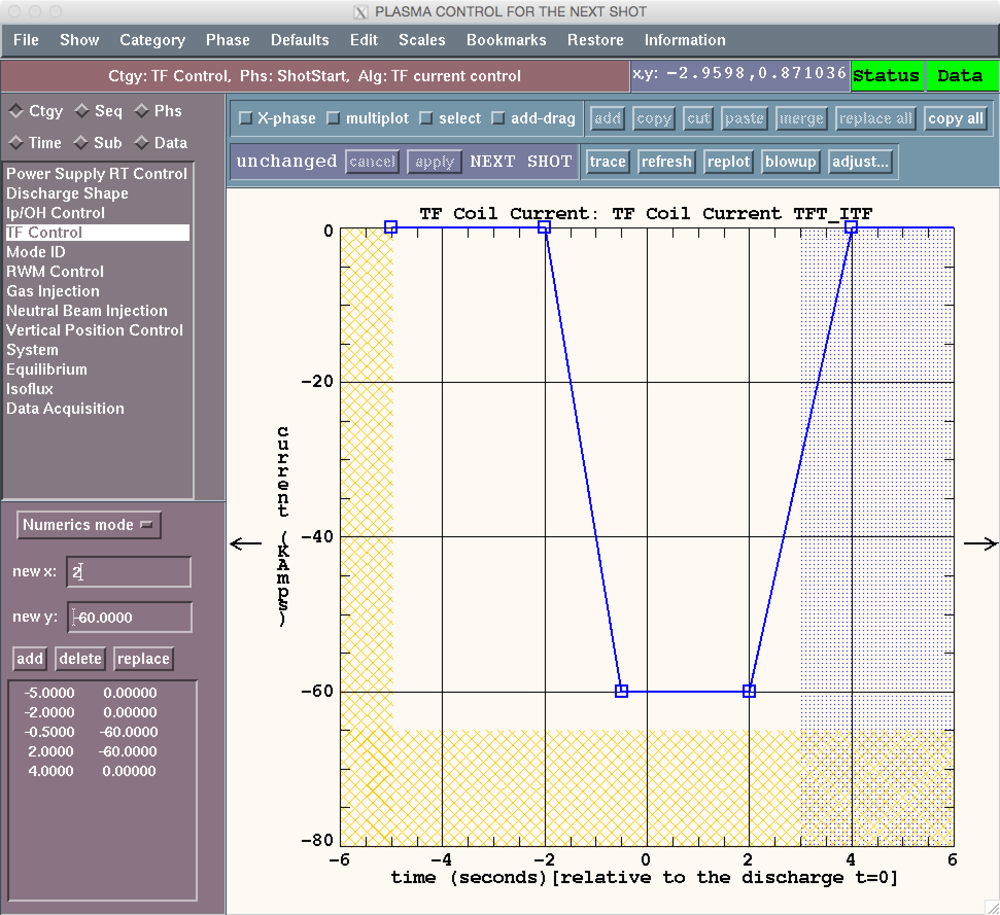 PLASMA CONTROL FOR THE NEXT SHOT
File Show Category Phase Defaults Edit Scales Bookmarks Restore Information
Ctgy: TF Control, Phs: ShotStart, Alg: TF current control
x,y: -2.9598,0.871036
Status Data
Ctgy Seq Phs
Time Sub Data
X-phase multiplot select add-drag
add copy cut paste merge replace all copy all
unchanged cancel apply NEXT SHOT
trace refresh replot blowup adjust...
Power Supply RT Control
Discharge Shape
Ip/OH Control
TF Control
Mode ID
RWM Control
Gas Injection
Neutral Beam Injection
Vertical Position Control
System
Equilibrium
Isoflux
Data Acquisition
Numerics mode
new x: 2
new y: -60.0000
add delete replace
-5.0000 0.00000
-2.0000 0.00000
-0.5000 -60.0000
2.0000 -60.0000
4.0000 0.00000
TF Coil Current: TF Coil Current TFT_ITF
0
-20
-40
-60
-80
Current (kAmps)
-6 -4 -2 0 2 4 6
time (seconds)[relative to the discharge t=0]